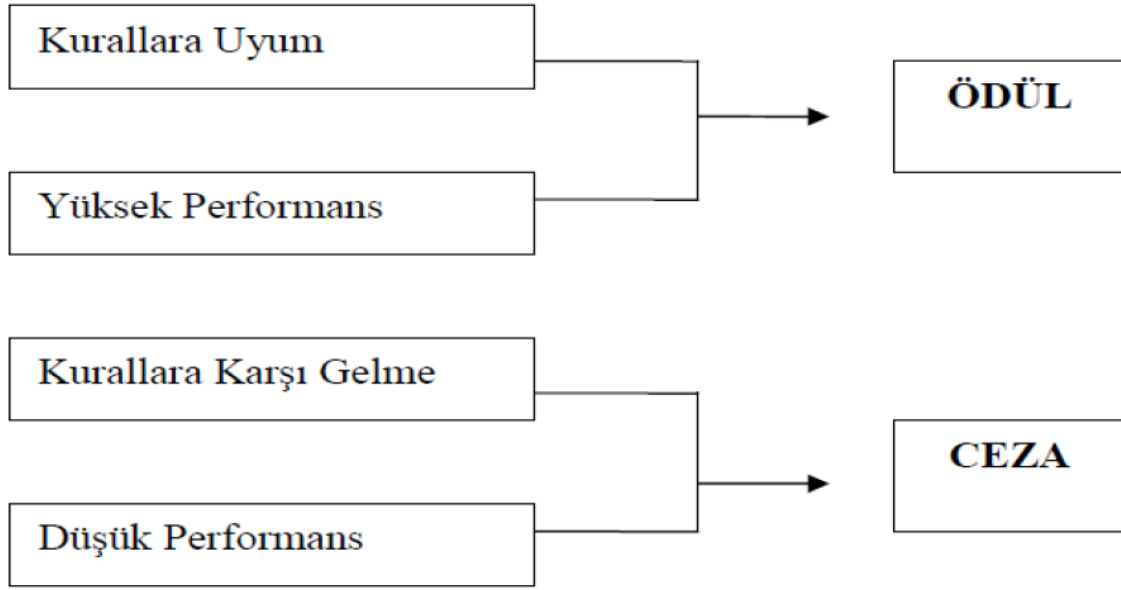 Kurallara Uyum
ÖDÜL
Yüksek Performans
Kurallara Karşı Gelme
CEZA
Düşük Performans